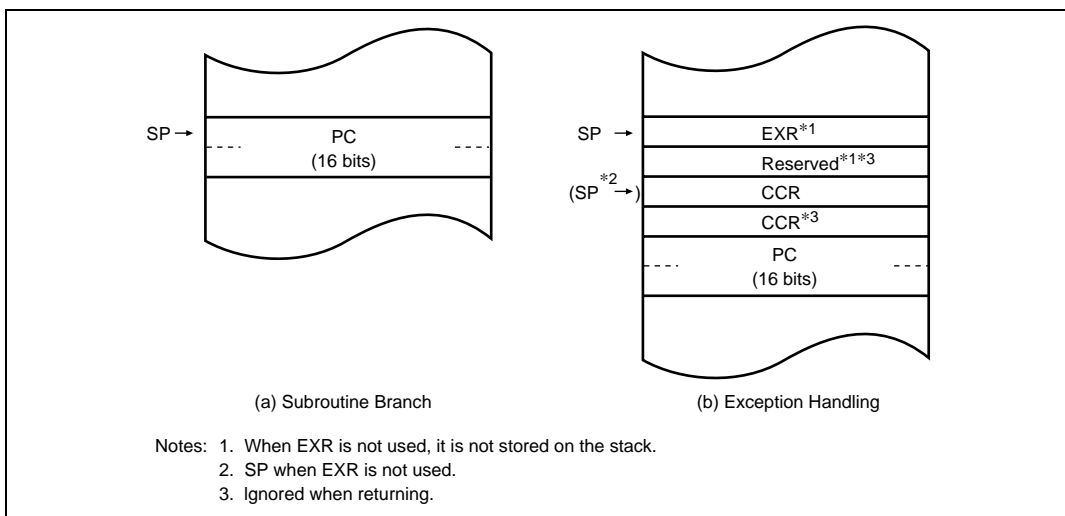 SP →
PC
(16 bits)
(a) Subroutine Branch
SP →
EXR*1
Reserved*1*3
(SP*2 →)
CCR
CCR*3
PC
(16 bits)
(b) Exception Handling
Notes: 1. When EXR is not used, it is not stored on the stack.
2. SP when EXR is not used.
3. Ignored when returning.